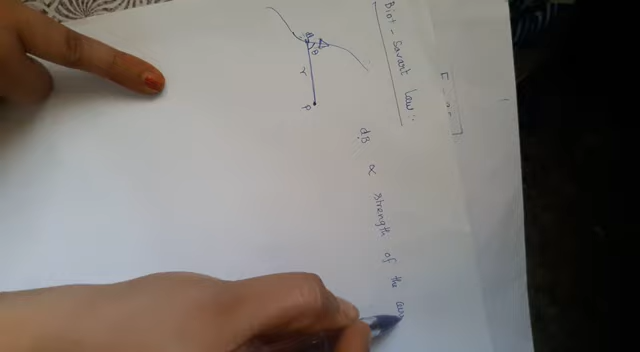 Biot-Savart Law:-
r
θ
P
dB ∝ strength of the